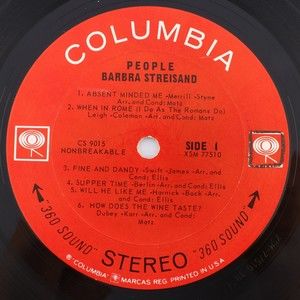 COLUMBIA
PEOPLE
BARBRA STREISAND
1. ABSENT MINDED ME -Merrill -Styne
Arr. and Cond: Matz
2. WHEN IN ROME (I Do As The Romans Do)
Leigh - Coleman -Arr. and Cond: Matz
CS 9015
NONBREAKABLE
SIDE 1
XSM 77510
3. FINE AND DANDY -Swift -James -Arr. and
Cond: Ellis
4. SUPPER TIME -Berlin -Arr. and Cond: Ellis
5. WILL HE LIKE ME? -Harnick -Bock -Arr. and
Cond: Ellis
6. HOW DOES THE WINE TASTE?
Dubey -Karr -Arr. and Cond:
Matz
"360 SOUND" STEREO "360 SOUND"
® "COLUMBIA" MARCAS REG. PRINTED IN U.S.A.